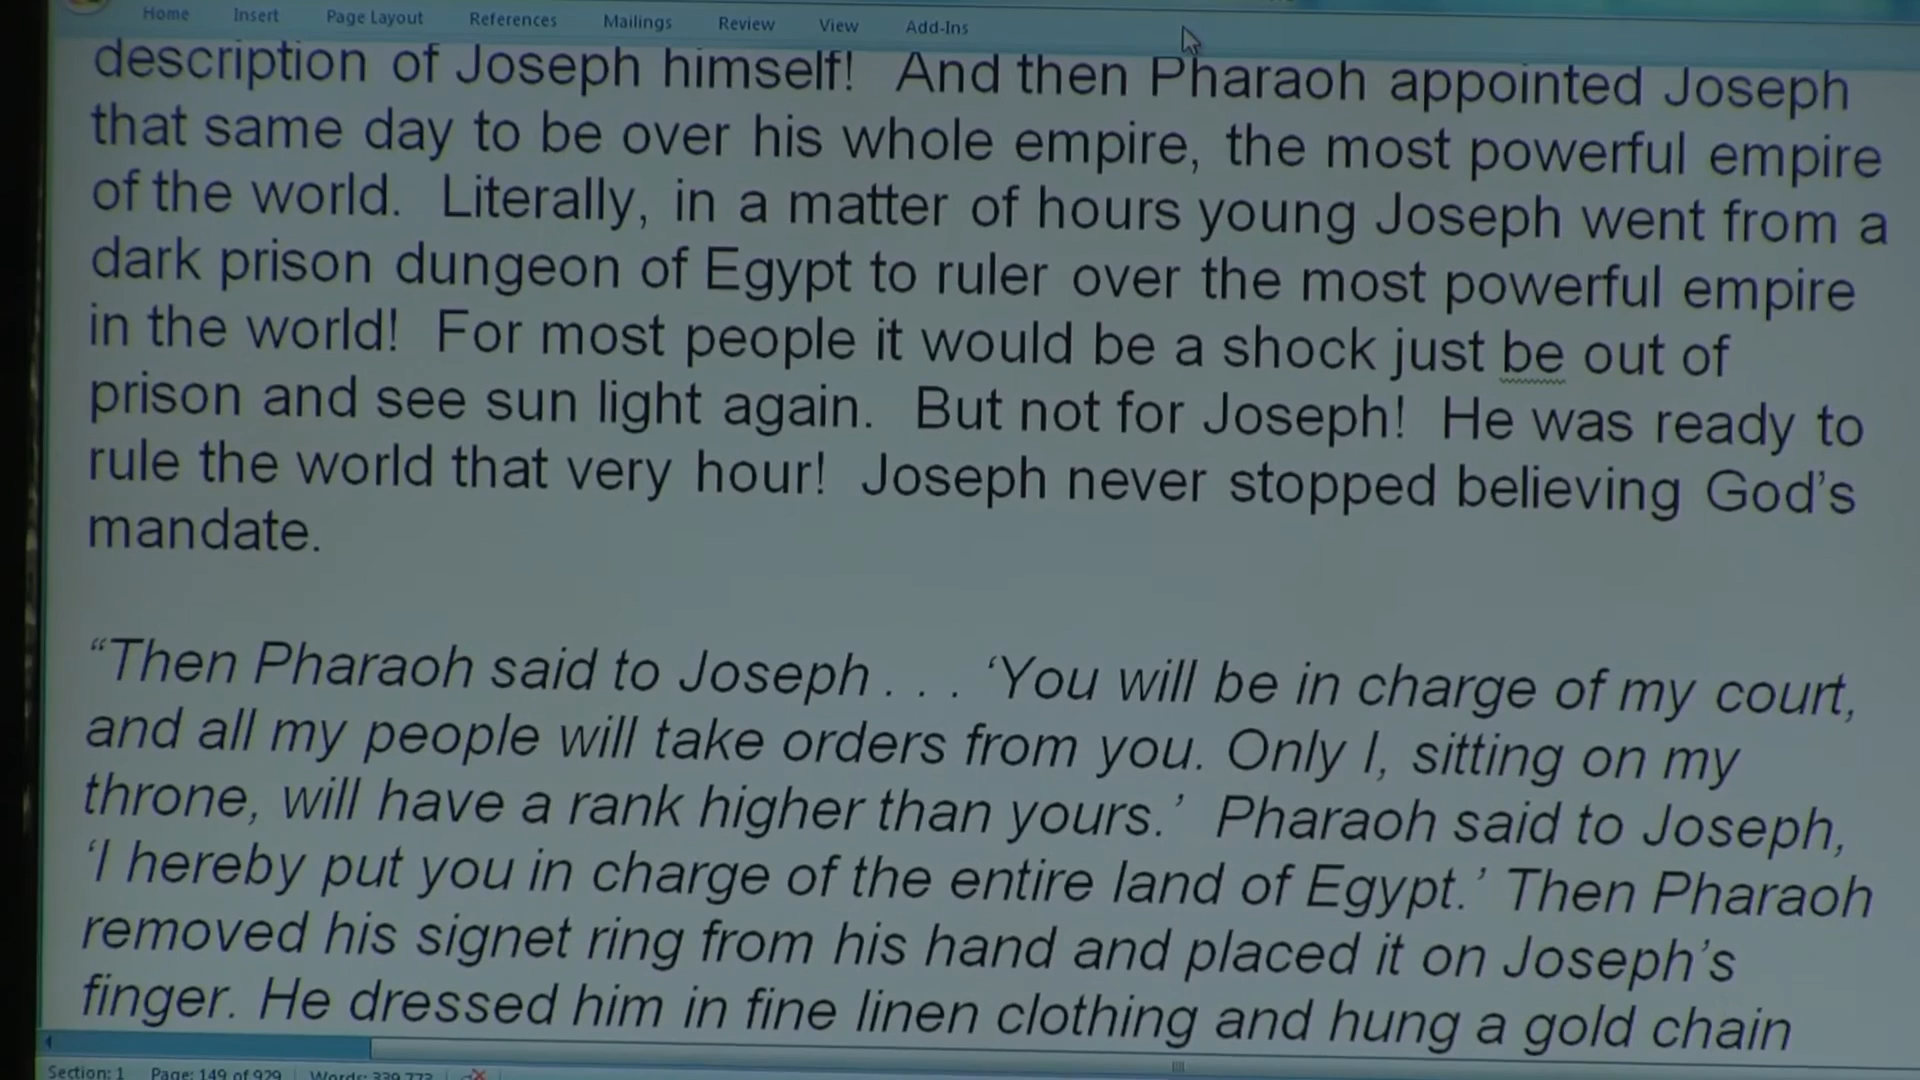 Home Insert Page Layout References Mailings Review View Add-Ins
description of Joseph himself!  And then Pharaoh appointed Joseph
that same day to be over his whole empire, the most powerful empire
of the world.  Literally, in a matter of hours young Joseph went from a
dark prison dungeon of Egypt to ruler over the most powerful empire
in the world!  For most people it would be a shock just be out of
prison and see sun light again.  But not for Joseph!  He was ready to
rule the world that very hour!  Joseph never stopped believing God’s
mandate.
“Then Pharaoh said to Joseph . . .  ‘You will be in charge of my court,
and all my people will take orders from you. Only I, sitting on my
throne, will have a rank higher than yours.’  Pharaoh said to Joseph,
‘I hereby put you in charge of the entire land of Egypt.’ Then Pharaoh
removed his signet ring from his hand and placed it on Joseph’s
finger. He dressed him in fine linen clothing and hung a gold chain
Section: 1 Page: 149 of 929 Words: 339,773